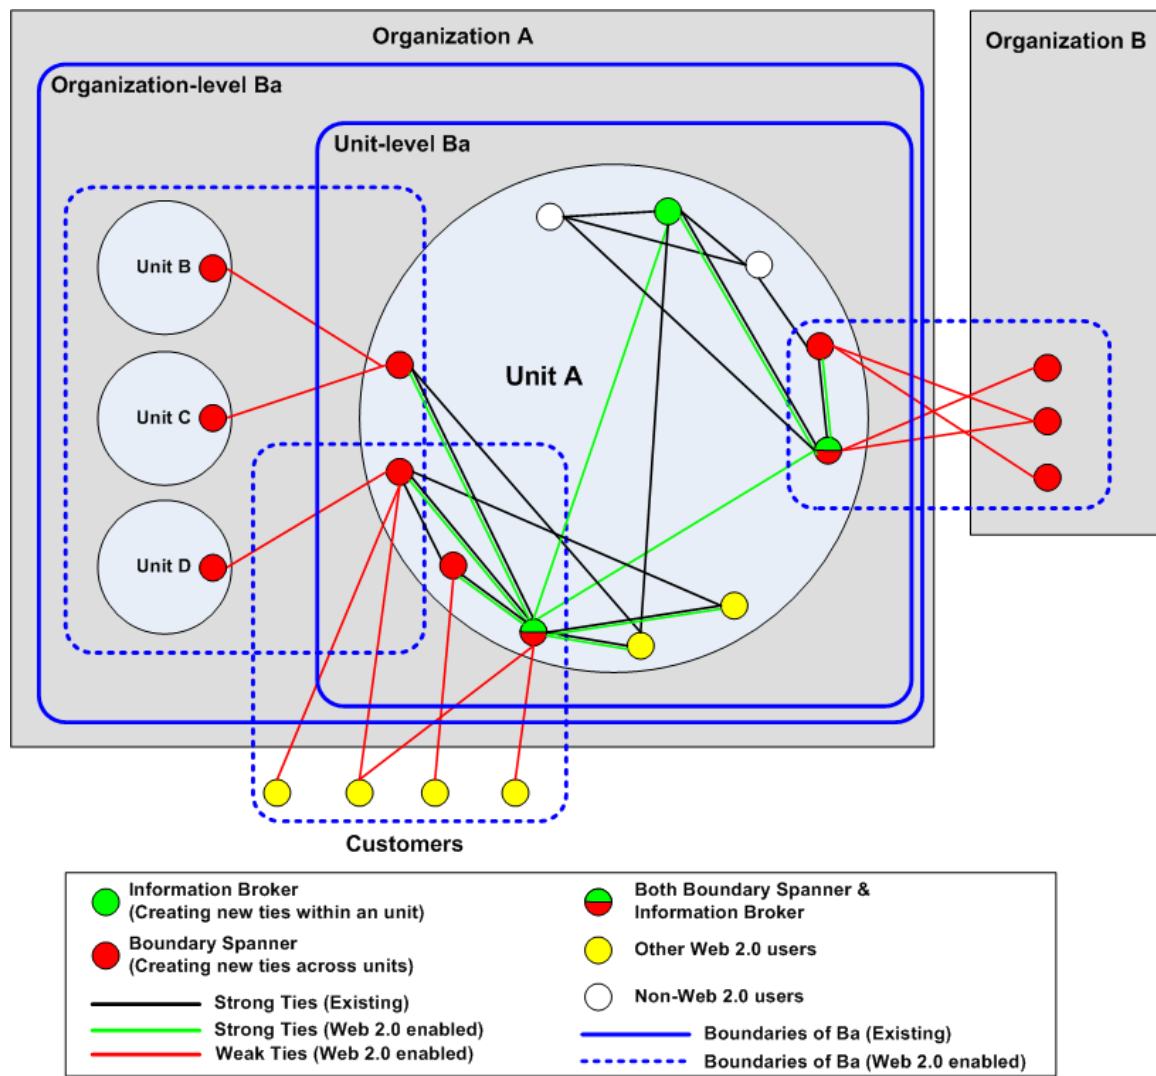 Organization A
Organization B
Organization-level Ba
Unit-level Ba
Unit B
Unit C
Unit D
Unit A
Customers
Information Broker
(Creating new ties within an unit)
Boundary Spanner
(Creating new ties across units)
Strong Ties (Existing)
Strong Ties (Web 2.0 enabled)
Weak Ties (Web 2.0 enabled)
Both Boundary Spanner &
Information Broker
Other Web 2.0 users
Non-Web 2.0 users
Boundaries of Ba (Existing)
Boundaries of Ba (Web 2.0 enabled)